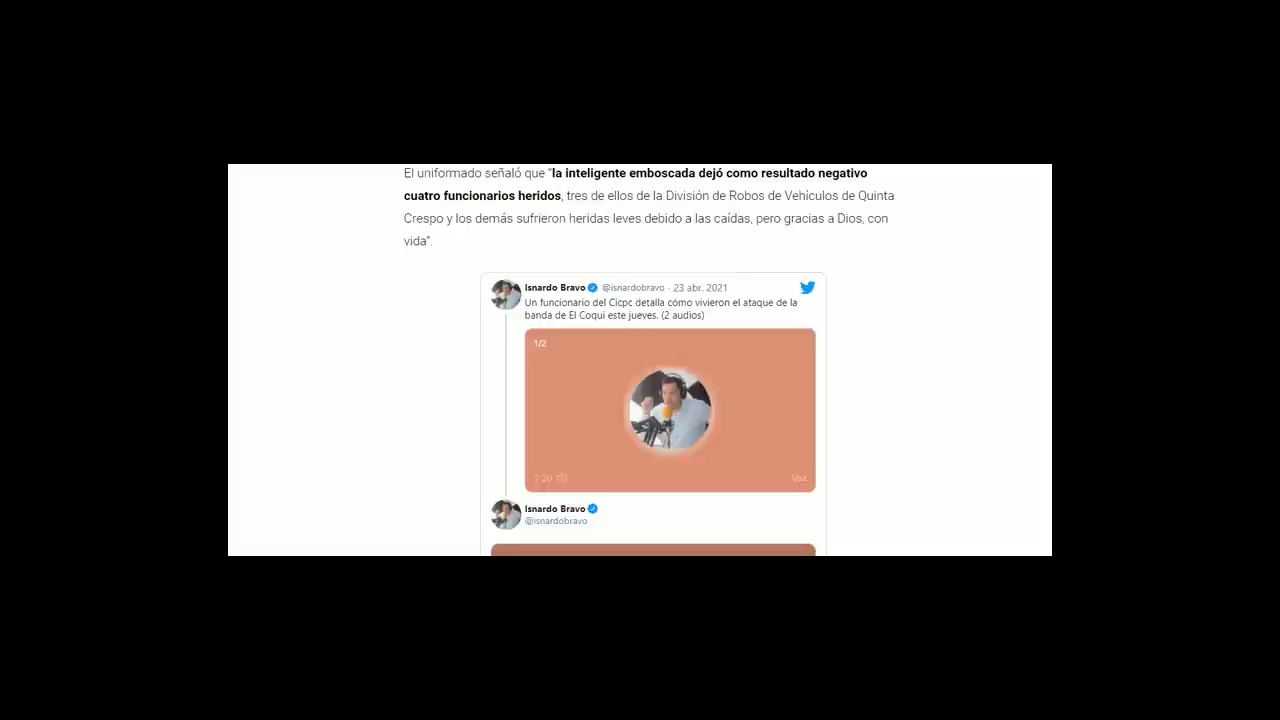 El uniformado señaló que "la inteligente emboscada dejó como resultado negativo
cuatro funcionarios heridos, tres de ellos de la División de Robos de Vehículos de Quinta
Crespo y los demás sufrieron heridas leves debido a las caídas, pero gracias a Dios, con
vida".
Isnardo Bravo @isnardobravo · 23 abr. 2021
Un funcionario del Cicpc detalla cómo vivieron el ataque de la
banda de El Coqui este jueves. (2 audios)
1/2
2:20 Voz
Isnardo Bravo
@isnardobravo